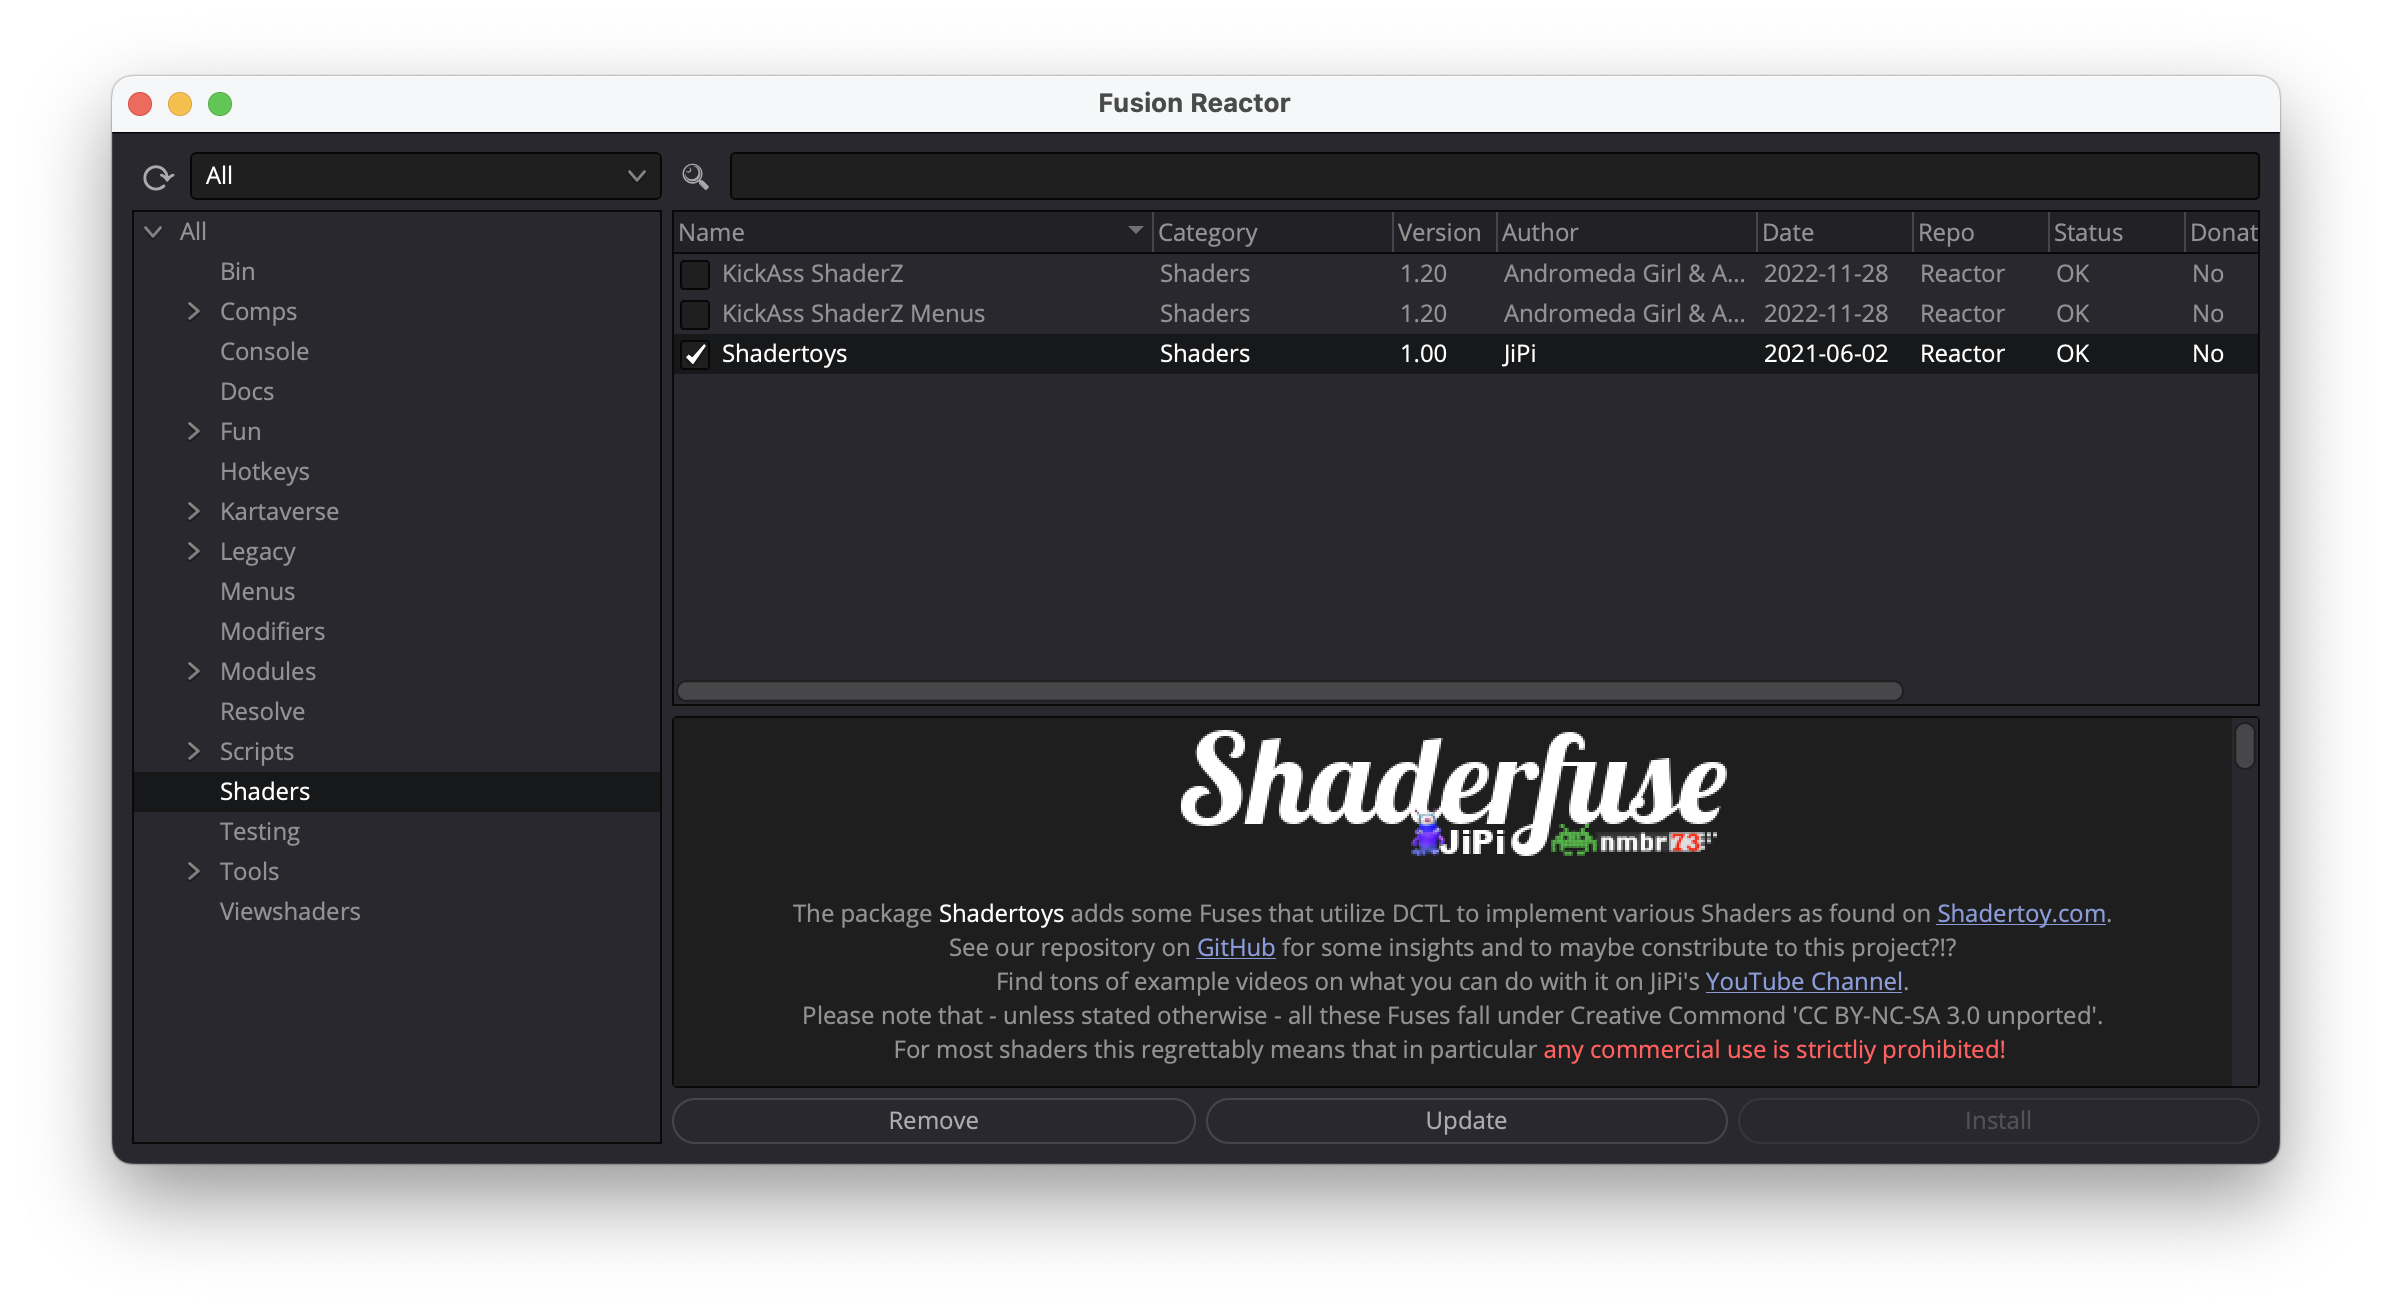 Fusion Reactor
All
All
Bin
Comps
Console
Docs
Fun
Hotkeys
Kartaverse
Legacy
Menus
Modifiers
Modules
Resolve
Scripts
Shaders
Testing
Tools
Viewshaders
Name Category Version Author Date Repo Status Donat
KickAss ShaderZ Shaders 1.20 Andromeda Girl & A... 2022-11-28 Reactor OK No
KickAss ShaderZ Menus Shaders 1.20 Andromeda Girl & A... 2022-11-28 Reactor OK No
Shadertoys Shaders 1.00 JiPi 2021-06-02 Reactor OK No
Shaderfuse
JiPi nmbr73
The package Shadertoys adds some Fuses that utilize DCTL to implement various Shaders as found on Shadertoy.com.
See our repository on GitHub for some insights and to maybe constribute to this project?!?
Find tons of example videos on what you can do with it on JiPi's YouTube Channel.
Please note that - unless stated otherwise - all these Fuses fall under Creative Commond 'CC BY-NC-SA 3.0 unported'.
For most shaders this regrettably means that in particular any commercial use is strictliy prohibited!
Remove Update Install